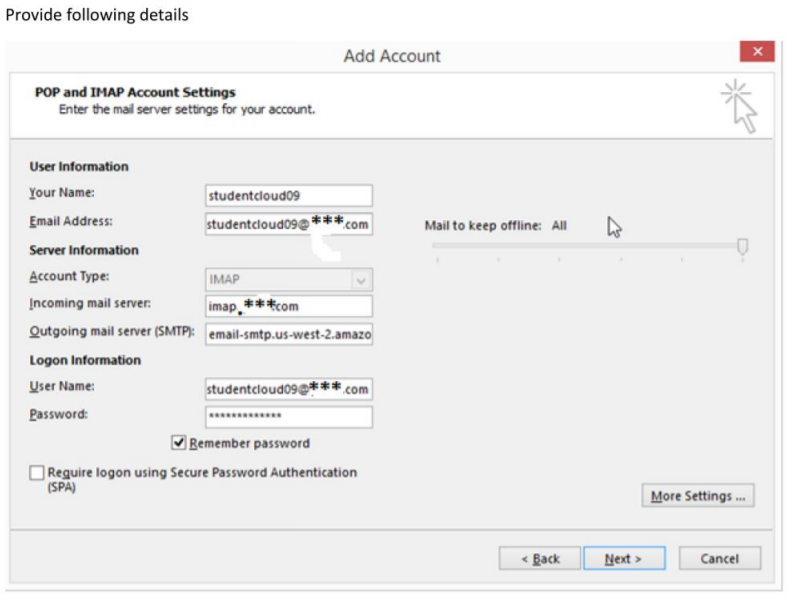 Provide following details
Add Account
POP and IMAP Account Settings
Enter the mail server settings for your account.
User Information
Your Name: studentcloud09
Email Address: studentcloud09@***.com
Mail to keep offline: All
Server Information
Account Type: IMAP
Incoming mail server: imap.***com
Outgoing mail server (SMTP): email-smtp.us-west-2.amazo
Logon Information
User Name: studentcloud09@***.com
Password: *************
Remember password
Require logon using Secure Password Authentication
(SPA)
More Settings ...
< Back Next > Cancel